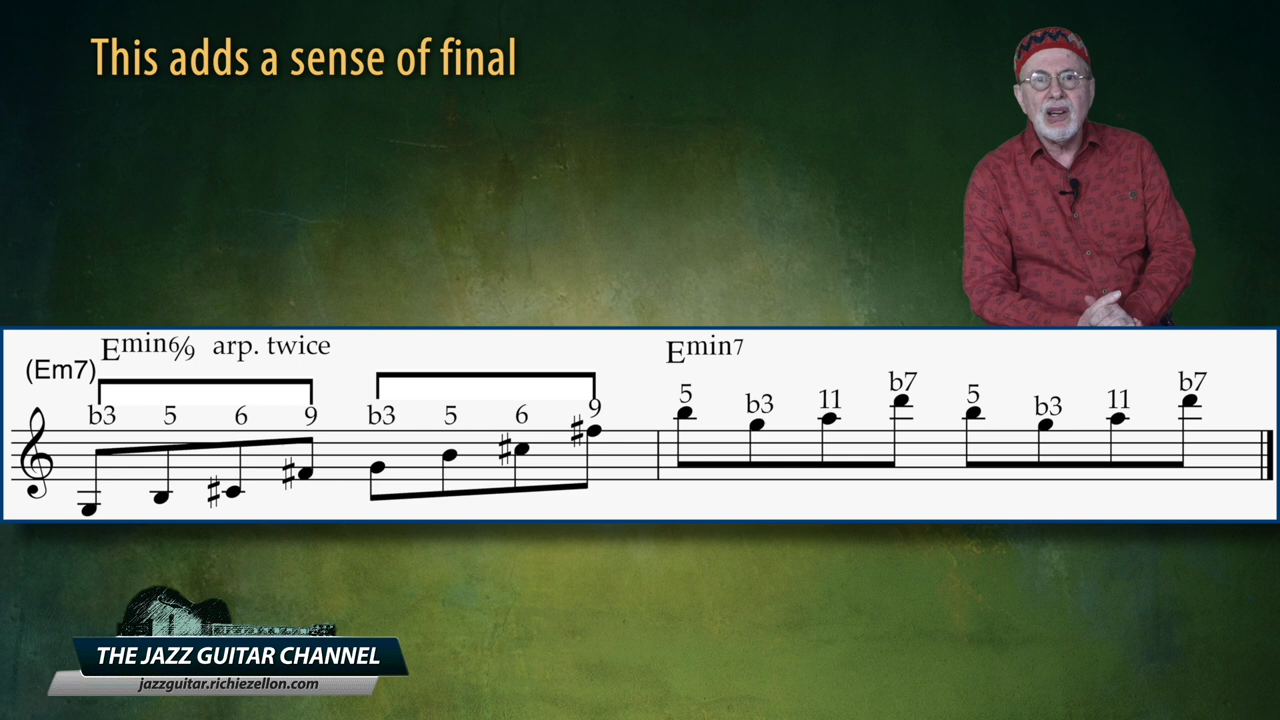 This adds a sense of final
Emin6/9 arp. twice
Emin7
(Em7)
b3 5 6 9 b3 5 6 9 5 b3 11 b7 5 b3 11 b7
THE JAZZ GUITAR CHANNEL
jazzguitar.richiezellon.com